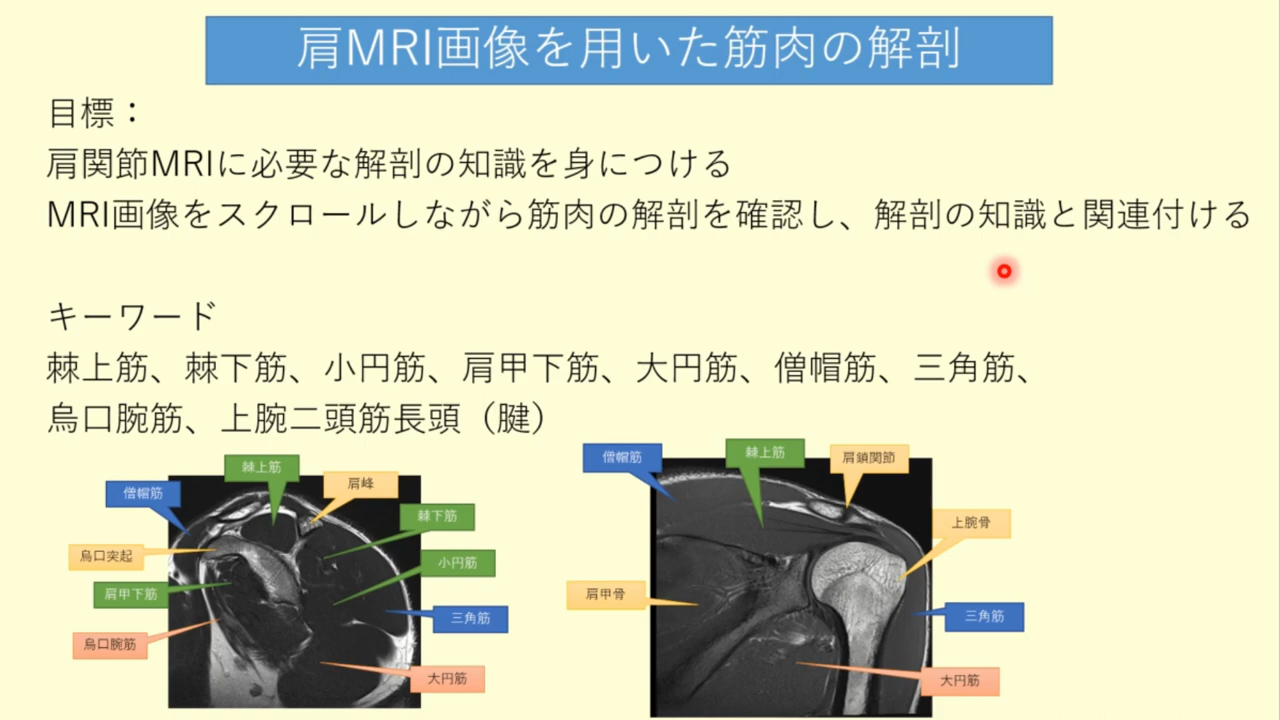 肩MRI画像を用いた筋肉の解剖
目標：
肩関節MRIに必要な解剖の知識を身につける
MRI画像をスクロールしながら筋肉の解剖を確認し、解剖の知識と関連付ける
キーワード
棘上筋、棘下筋、小円筋、肩甲下筋、大円筋、僧帽筋、三角筋、
烏口腕筋、上腕二頭筋長頭（腱）
棘上筋
肩峰
僧帽筋
棘下筋
烏口突起
小円筋
肩甲下筋
三角筋
烏口腕筋
大円筋
僧帽筋
棘上筋
肩鎖関節
上腕骨
肩甲骨
三角筋
大円筋